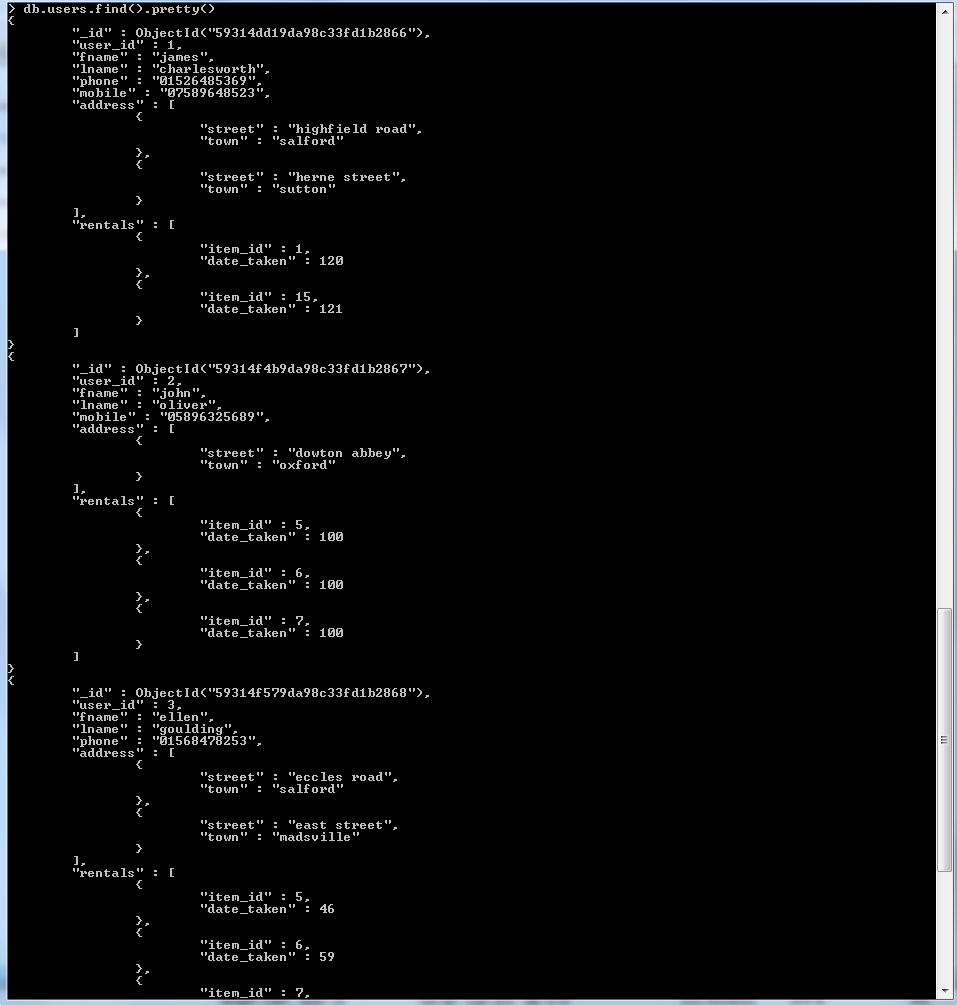 > db.users.find().pretty()
{
"_id" : ObjectId("59314dd19da98c33fd1b2866"),
"user_id" : 1,
"fname" : "james",
"lname" : "charlesworth",
"phone" : "01526485369",
"mobile" : "07589648523",
"address" : [
{
"street" : "highfield road",
"town" : "salford"
},
{
"street" : "herne street",
"town" : "sutton"
}
],
"rentals" : [
{
"item_id" : 1,
"date_taken" : 120
},
{
"item_id" : 15,
"date_taken" : 121
}
]
}
{
"_id" : ObjectId("59314f4b9da98c33fd1b2867"),
"user_id" : 2,
"fname" : "john",
"lname" : "oliver",
"mobile" : "05896325689",
"address" : [
{
"street" : "dowton abbey",
"town" : "oxford"
}
],
"rentals" : [
{
"item_id" : 5,
"date_taken" : 100
},
{
"item_id" : 6,
"date_taken" : 100
},
{
"item_id" : 7,
"date_taken" : 100
}
]
}
{
"_id" : ObjectId("59314f579da98c33fd1b2868"),
"user_id" : 3,
"fname" : "ellen",
"lname" : "goulding",
"phone" : "01568478253",
"address" : [
{
"street" : "eccles road",
"town" : "salford"
},
{
"street" : "east street",
"town" : "madsville"
}
],
"rentals" : [
{
"item_id" : 5,
"date_taken" : 46
},
{
"item_id" : 6,
"date_taken" : 59
},
{
"item_id" : 7,